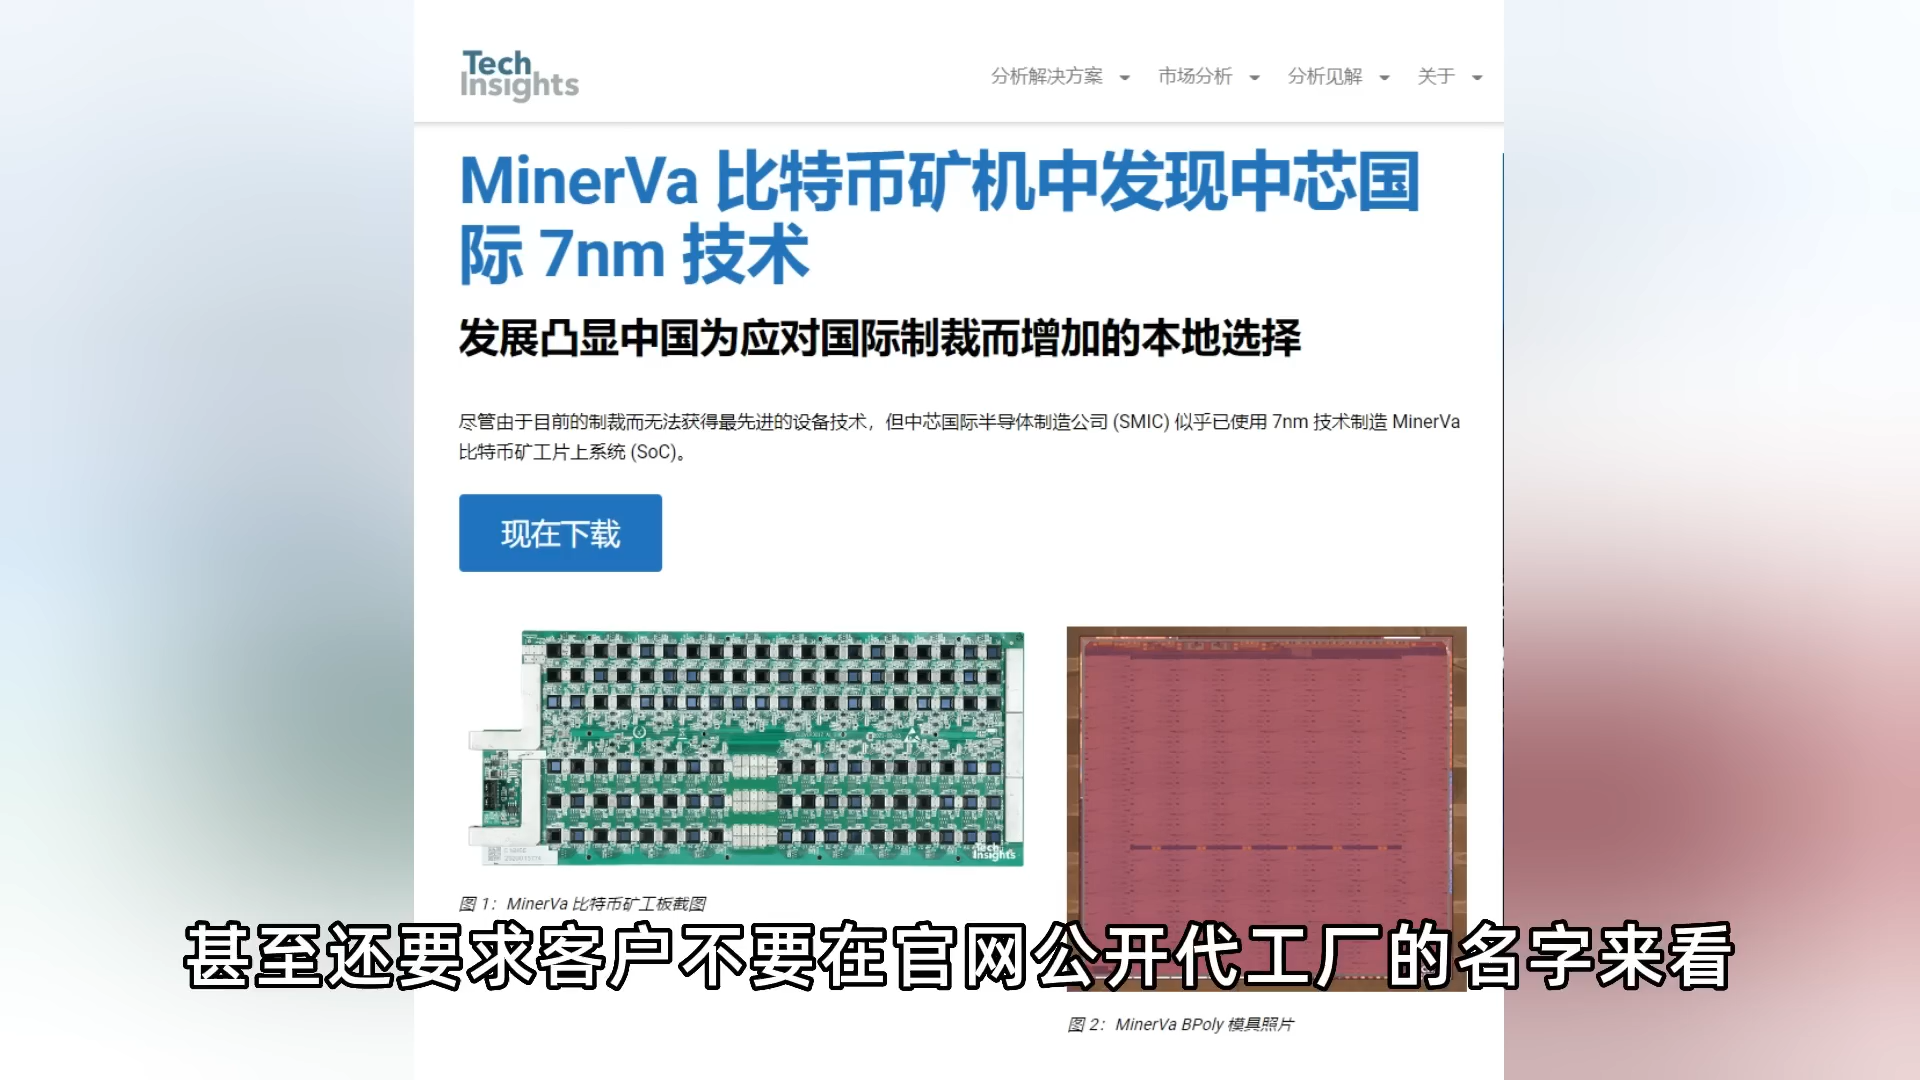 Tech
Insights
分析解决方案 市场分析 分析见解 关于
MinerVa 比特币矿机中发现中芯国
际 7nm 技术
发展凸显中国为应对国际制裁而增加的本地选择
尽管由于目前的制裁而无法获得最先进的设备技术，但中芯国际半导体制造公司 (SMIC) 似乎已使用 7nm 技术制造 MinerVa
比特币矿工片上系统 (SoC)。
现在下载
Tech
Insights
图 1：MinerVa 比特币矿工板截图
甚至还要求客户不要在官网公开代工厂的名字来看
图 2：MinerVa BPoly 模具照片